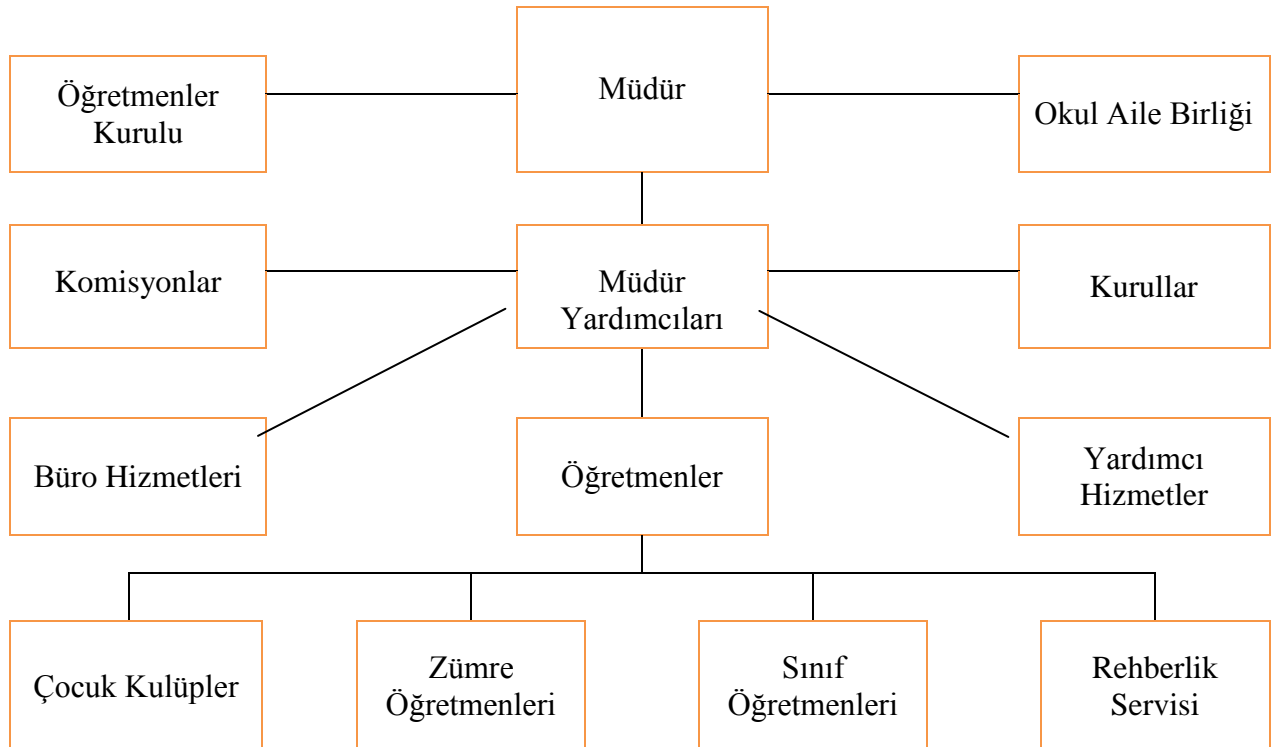 Müdür
Öğretmenler
Kurulu
Okul Aile Birliği
Komisyonlar
Müdür
Yardımcıları
Kurullar
Büro Hizmetleri
Öğretmenler
Yardımcı
Hizmetler
Çocuk Kulüpler
Zümre
Öğretmenleri
Sınıf
Öğretmenleri
Rehberlik
Servisi